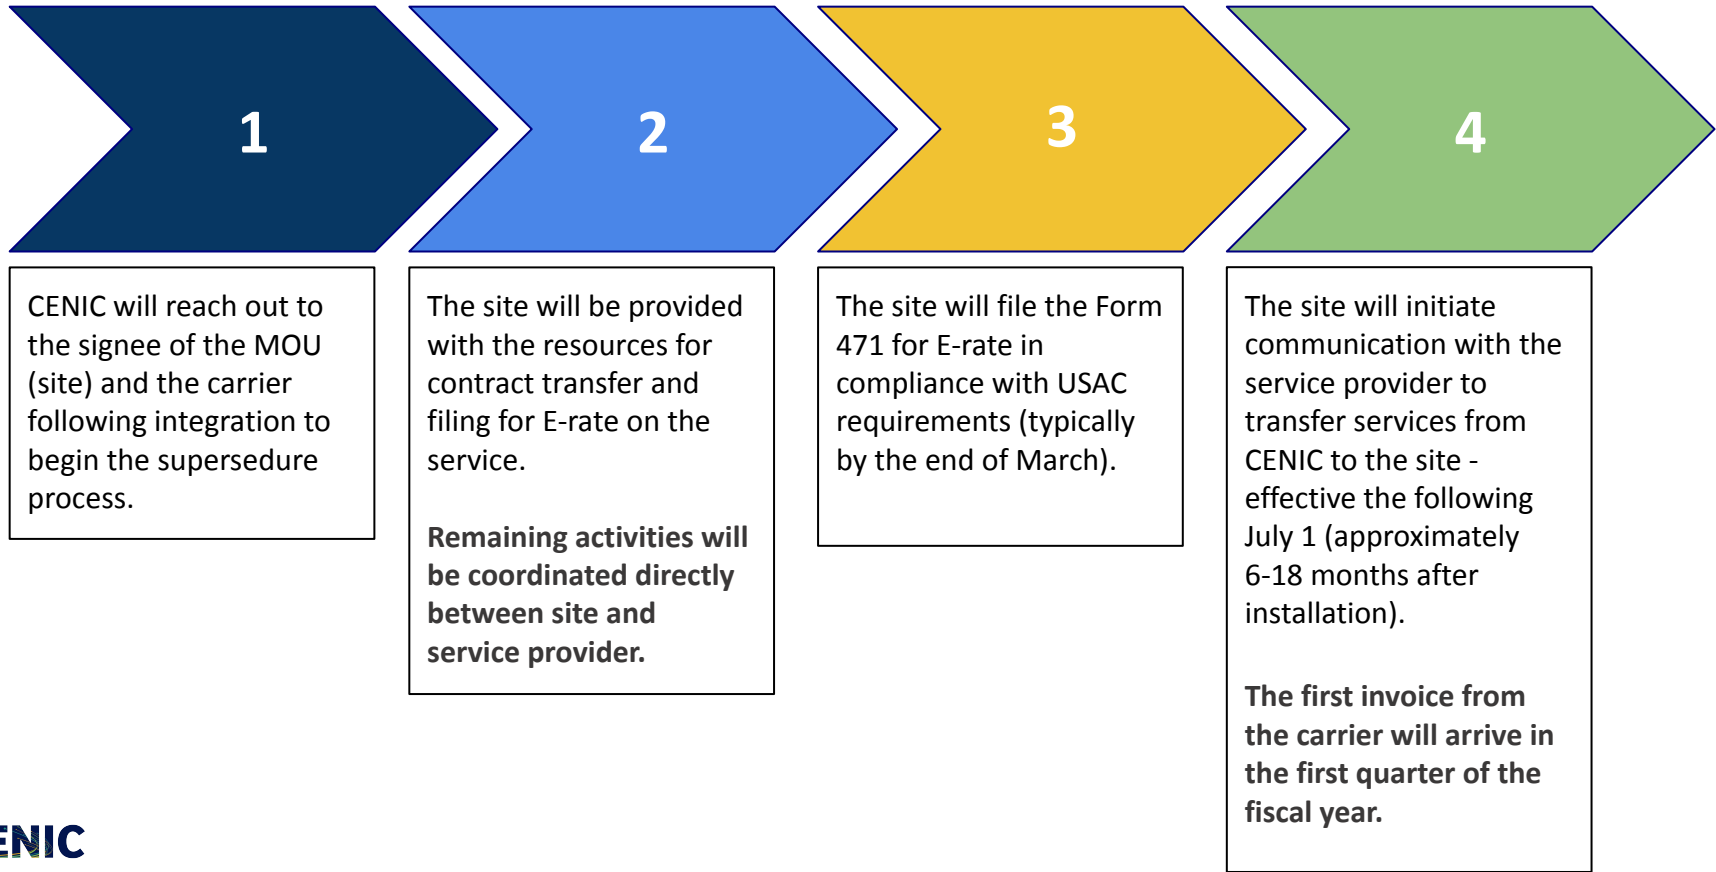 1
CENIC will reach out to
the signee of the MOU
(site) and the carrier
following integration to
begin the supersedure
process.
2
The site will be provided
with the resources for
contract transfer and
filing for E-rate on the
service.
Remaining activities will
be coordinated directly
between site and
service provider.
3
The site will file the Form
471 for E-rate in
compliance with USAC
requirements (typically
by the end of March).
4
The site will initiate
communication with the
service provider to
transfer services from
CENIC to the site -
effective the following
July 1 (approximately
6-18 months after
installation).
The first invoice from
the carrier will arrive in
the first quarter of the
fiscal year.
ENIC